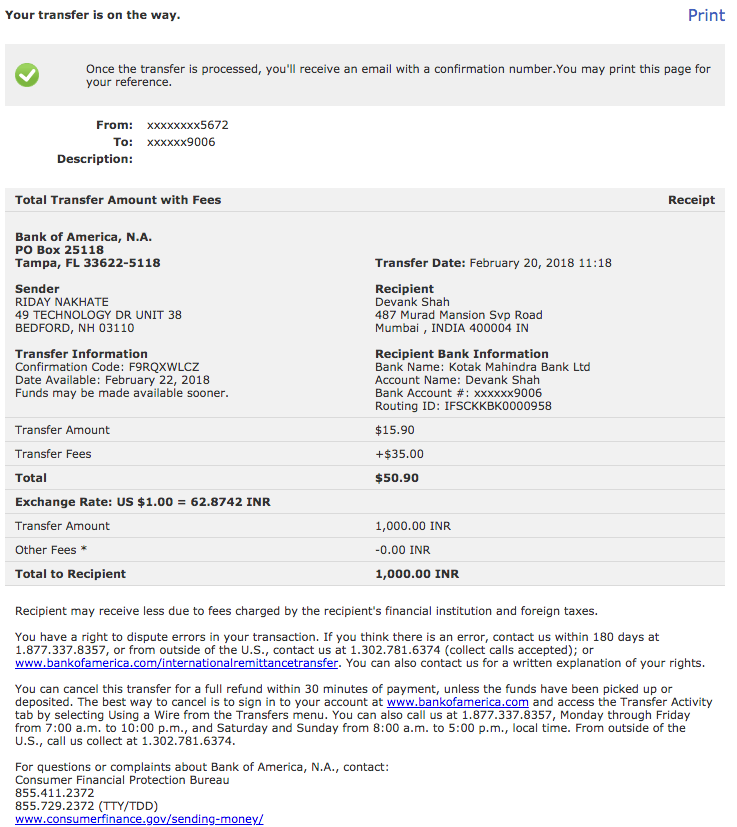 Your transfer is on the way.
Print
Once the transfer is processed, you'll receive an email with a confirmation number.You may print this page for
your reference.
From: xxxxxxxx5672
To: xxxxxx9006
Description:
Total Transfer Amount with Fees
Receipt
Bank of America, N.A.
PO Box 25118
Tampa, FL 33622-5118
Transfer Date: February 20, 2018 11:18
Sender
RIDAY NAKHATE
49 TECHNOLOGY DR UNIT 38
BEDFORD, NH 03110
Recipient
Devank Shah
487 Murad Mansion Svp Road
Mumbai , INDIA 400004 IN
Transfer Information
Confirmation Code: F9RQXWLCZ
Date Available: February 22, 2018
Funds may be made available sooner.
Recipient Bank Information
Bank Name: Kotak Mahindra Bank Ltd
Account Name: Devank Shah
Bank Account #: xxxxxx9006
Routing ID: IFSCKKBK0000958
Transfer Amount $15.90
Transfer Fees +$35.00
Total $50.90
Exchange Rate: US $1.00 = 62.8742 INR
Transfer Amount 1,000.00 INR
Other Fees * -0.00 INR
Total to Recipient 1,000.00 INR
Recipient may receive less due to fees charged by the recipient's financial institution and foreign taxes.
You have a right to dispute errors in your transaction. If you think there is an error, contact us within 180 days at
1.877.337.8357, or from outside of the U.S., contact us at 1.302.781.6374 (collect calls accepted); or
www.bankofamerica.com/internationalremittancetransfer. You can also contact us for a written explanation of your rights.
You can cancel this transfer for a full refund within 30 minutes of payment, unless the funds have been picked up or
deposited. The best way to cancel is to sign in to your account at www.bankofamerica.com and access the Transfer Activity
tab by selecting Using a Wire from the Transfers menu. You can also call us at 1.877.337.8357, Monday through Friday
from 7:00 a.m. to 10:00 p.m., and Saturday and Sunday from 8:00 a.m. to 5:00 p.m., local time. From outside of the
U.S., call us collect at 1.302.781.6374.
For questions or complaints about Bank of America, N.A., contact:
Consumer Financial Protection Bureau
855.411.2372
855.729.2372 (TTY/TDD)
www.consumerfinance.gov/sending-money/